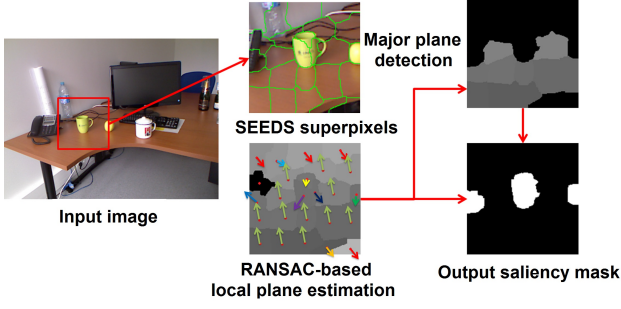 Input image
SEEDS superpixels
RANSAC-based
local plane estimation
Major plane
detection
Output saliency mask